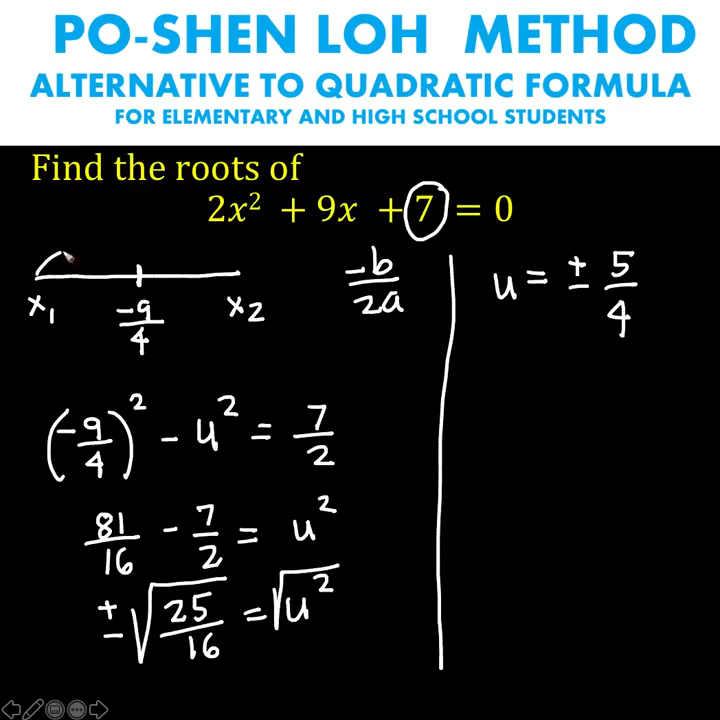 PO-SHEN LOH METHOD
ALTERNATIVE TO QUADRATIC FORMULA
FOR ELEMENTARY AND HIGH SCHOOL STUDENTS
Find the roots of
2x² + 9x + 7 = 0
x₁ -9/4 x₂
-b/2a
(-9/4)² - u² = 7/2
81/16 - 7/2 = u²
±√(25/16) = √u²
u = ± 5/4